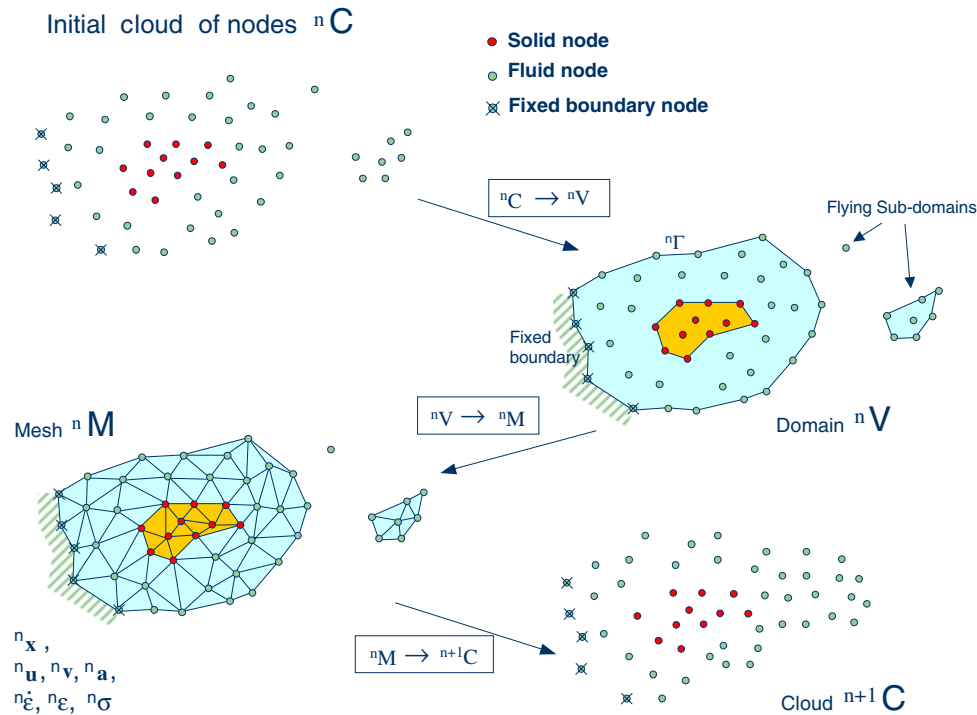 Initial cloud of nodes ⁿC
Solid node
Fluid node
Fixed boundary node
ⁿC → ⁿV
Flying Sub-domains
ⁿΓ
Fixed
boundary
ⁿV → ⁿM
Domain ⁿV
Mesh ⁿM
ⁿx ,
ⁿu, ⁿv, ⁿa,
ⁿε̇, ⁿε, ⁿσ
ⁿM → ⁿ⁺¹C
Cloud ⁿ⁺¹C